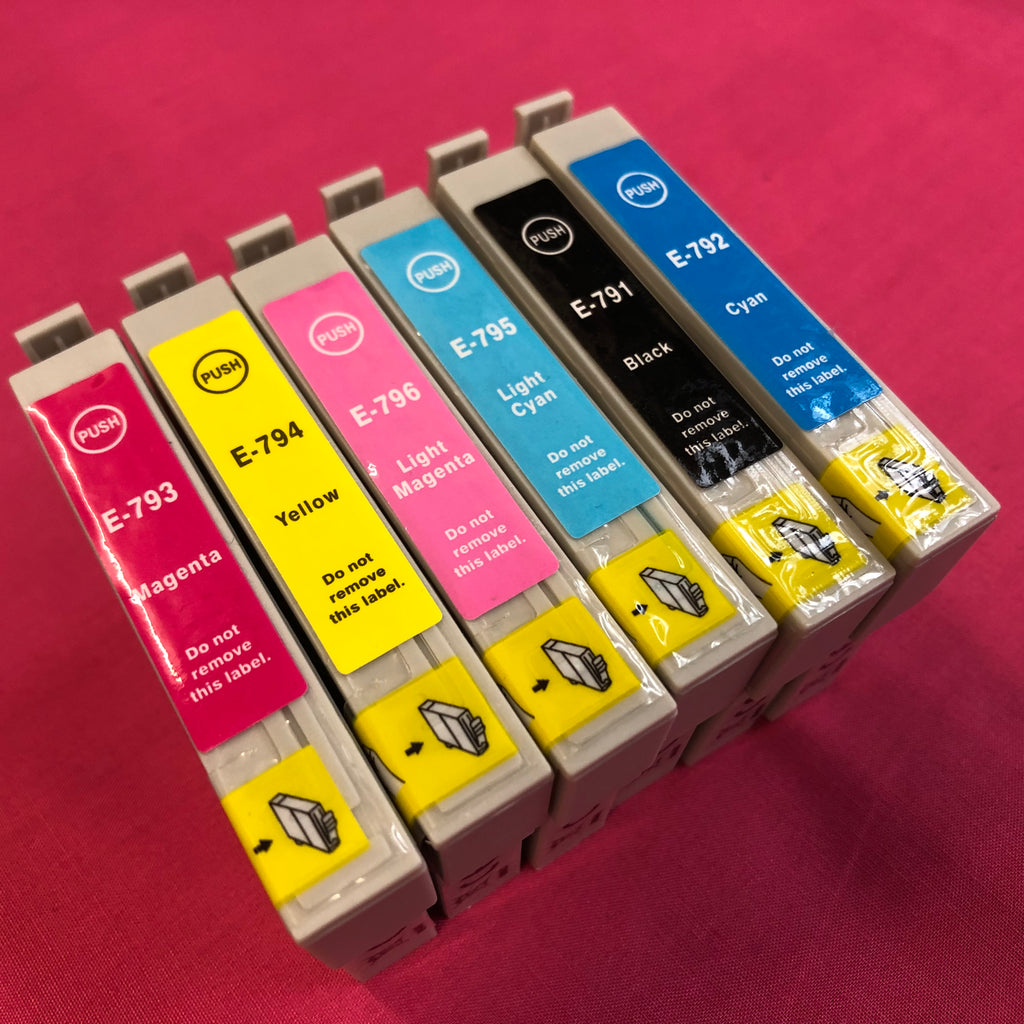 PUSH
E-793
Magenta
Do not
remove
this label.
PUSH
E-794
Yellow
Do not
remove
this label.
PUSH
E-796
Light
Magenta
Do not
remove
this label.
PUSH
E-795
Light
Cyan
Do not
remove
this label.
PUSH
E-791
Black
Do not
remove
this label.
PUSH
E-792
Cyan
Do not
remove
this label.